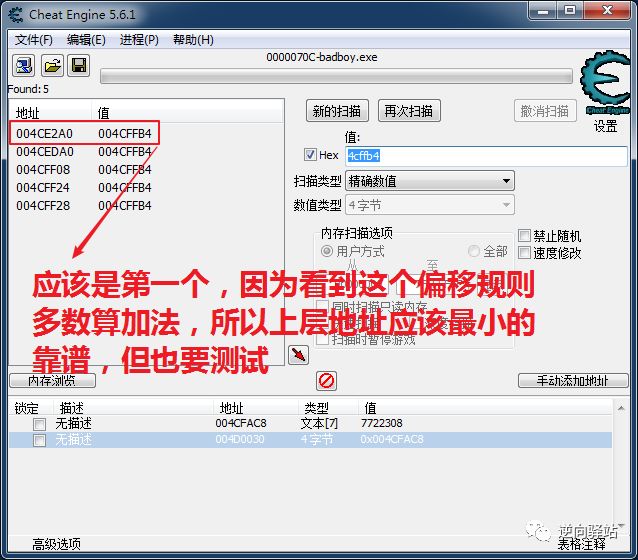 Cheat Engine 5.6.1
文件(F) 编辑(E) 进程(P) 帮助(H)
0000070C-badboy.exe
Found: 5
Cheat Engine
设置
地址 值
004CE2A0 004CFFB4
004CEDA0 004CFFB4
004CFF08 004CFFB4
004CFF24 004CFFB4
004CFF28 004CFFB4
新的扫描 再次扫描 撤消扫描
值:
Hex 4cffb4
扫描类型 精确数值
数值类型 4 字节
内存扫描选项
用户方式 全部
从 至
同时扫描只读内存
扫描时暂停游戏
禁止随机
速度修改
应该是第一个，因为看到这个偏移规则
多数算加法，所以上层地址应该最小的
靠谱，但也要测试
内存浏览 手动添加地址
锁定 描述 地址 类型 值
无描述 004CFAC8 文本[7] 7722308
无描述 004D0030 4 字节 0x004CFAC8
逆向驿站
高级选项 表格注释